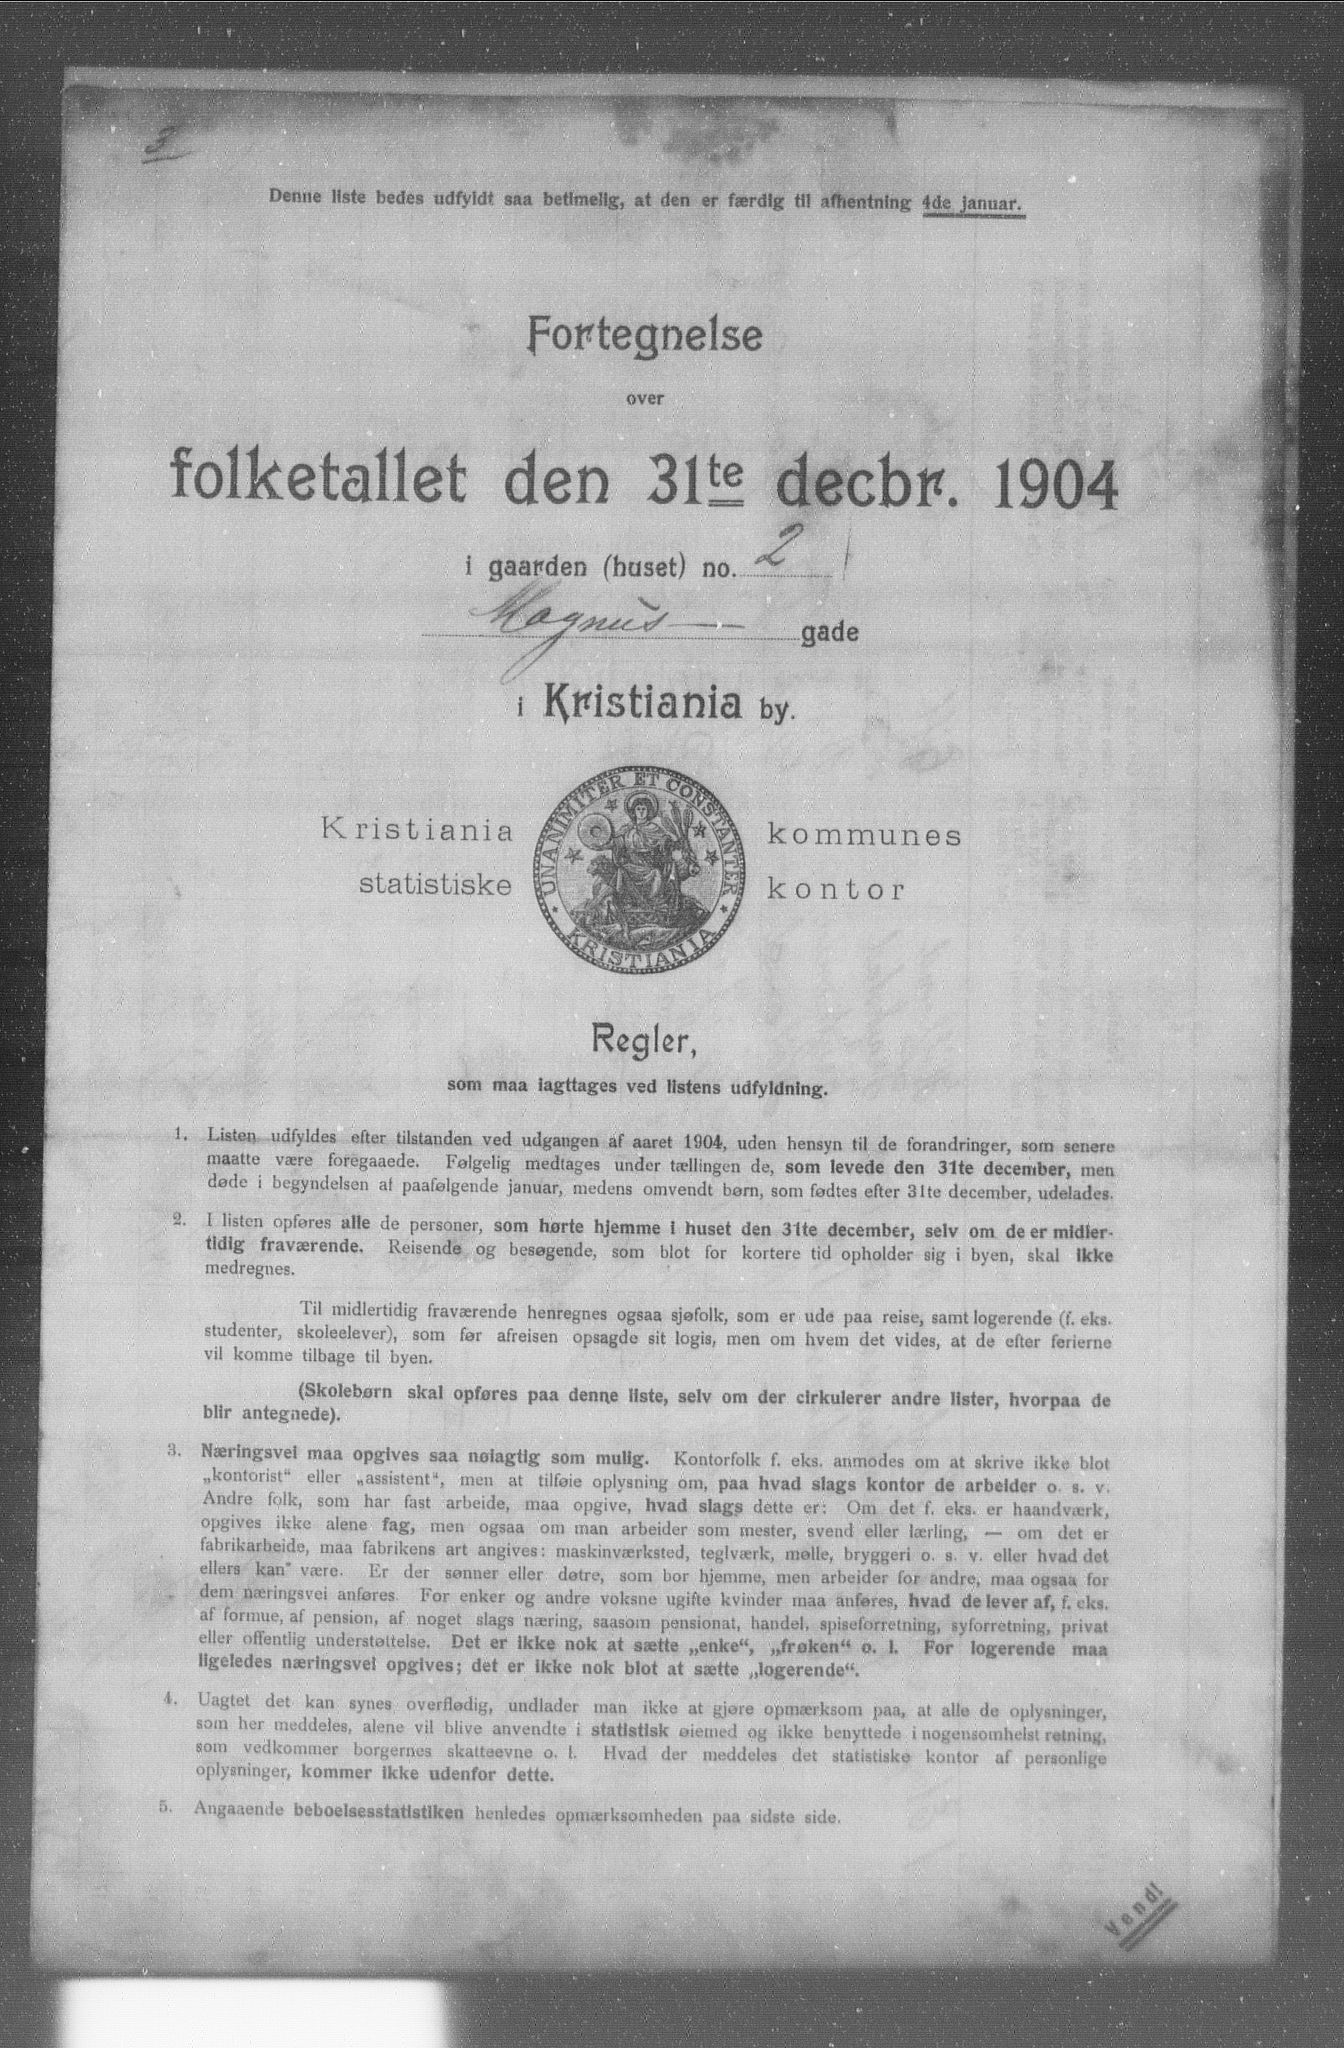 3
Denne liste bedes udfyldt saa betimelig, at den er færdig til afhentning 4de januar.
Fortegnelse
over
folketallet den 31te decbr. 1904
i gaarden (huset) no. 2
Magnus gade
i Kristiania by.
UNANIMITER ET CONSTANTER
KRISTIANIA
Kristiania kommunes
statistiske kontor
Regler,
som maa iagttages ved listens udfyldning.
1. Listen udfyldes efter tilstanden ved udgangen af aaret 1904, uden hensyn til de forandringer, som senere
maatte være foregaaede. Følgelig medtages under tællingen de, som levede den 31te december, men
døde i begyndelsen af paafølgende januar, medens omvendt børn, som fødtes efter 31te december, udelades.
2. I listen opføres alle de personer, som hørte hjemme i huset den 31te december, selv om de er midler-
tidig fraværende. Reisende og besøgende, som blot for kortere tid opholder sig i byen, skal ikke
medregnes.
Til midlertidig fraværende henregnes ogsaa sjøfolk, som er ude paa reise, samt logerende (f. eks.
studenter, skoleelever), som før afreisen opsagde sit logis, men om hvem det vides, at de efter ferierne
vil komme tilbage til byen.
(Skolebørn skal opføres paa denne liste, selv om der cirkulerer andre lister, hvorpaa de
blir antegnede).
3. Næringsvei maa opgives saa nøiagtig som mulig. Kontorfolk f. eks. anmodes om at skrive ikke blot
„kontorist“ eller „assistent“, men at tilføie oplysning om, paa hvad slags kontor de arbeider o. s. v.
Andre folk, som har fast arbeide, maa opgive, hvad slags dette er: Om det f. eks. er haandværk,
opgives ikke alene fag, men ogsaa om man arbeider som mester, svend eller lærling, — om det er
fabrikarbeide, maa fabrikens art angives: maskinværksted, teglværk, mølle, bryggeri o. s. v. eller hvad det
ellers kan være. Er der sønner eller døtre, som bor hjemme, men arbeider for andre, maa ogsaa for
dem næringsvei anføres. For enker og andre voksne ugifte kvinder maa anføres, hvad de lever af, f. eks.
af formue, af pension, af noget slags næring, saasom pensionat, handel, spiseforretning, syforretning, privat
eller offentlig understøttelse. Det er ikke nok at sætte „enke“, „frøken“ o. l. For logerende maa
ligeledes næringsvei opgives; det er ikke nok blot at sætte „logerende“.
4. Uagtet det kan synes overflødig, undlader man ikke at gjøre opmærksom paa, at alle de oplysninger,
som her meddeles, alene vil blive anvendte i statistisk øiemed og ikke benyttede i nogensomhelst retning,
som vedkommer borgernes skatteevne o. l. Hvad der meddeles det statistiske kontor af personlige
oplysninger, kommer ikke udenfor dette.
5. Angaaende beboelsesstatistiken henledes opmærksomheden paa sidste side.
Vend!